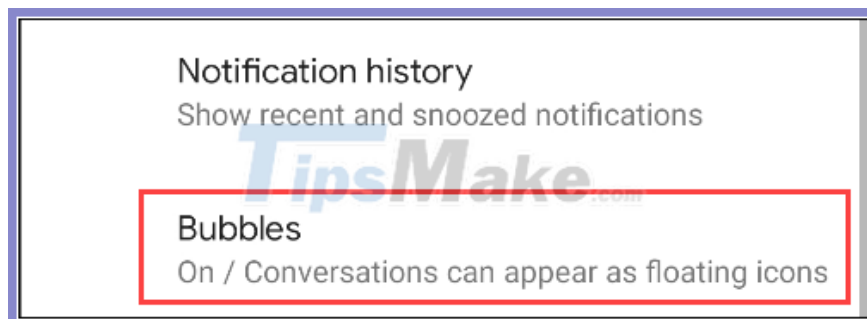 Notification history
Show recent and snoozed notifications
TipsMake.com
Bubbles
On / Conversations can appear as floating icons